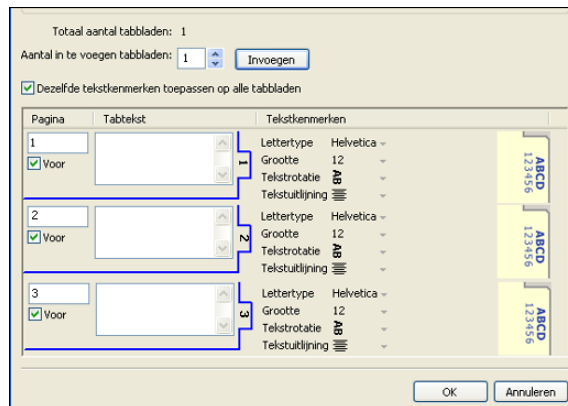 Totaal aantal tabbladen: 1
Aantal in te voegen tabbladen: 1 Invoegen
Dezelfde tekstkenmerken toepassen op alle tabbladen
Pagina Tabtekst Tekstkenmerken
1 Lettertype Helvetica
Voor 1 Grootte 12
Tekstrotatie AB
Tekstuitlijning
ABCD
123456
2 Lettertype Helvetica
Voor 2 Grootte 12
Tekstrotatie AB
Tekstuitlijning
ABCD
123456
3 Lettertype Helvetica
Voor 3 Grootte 12
Tekstrotatie AB
Tekstuitlijning
ABCD
123456
OK Annuleren